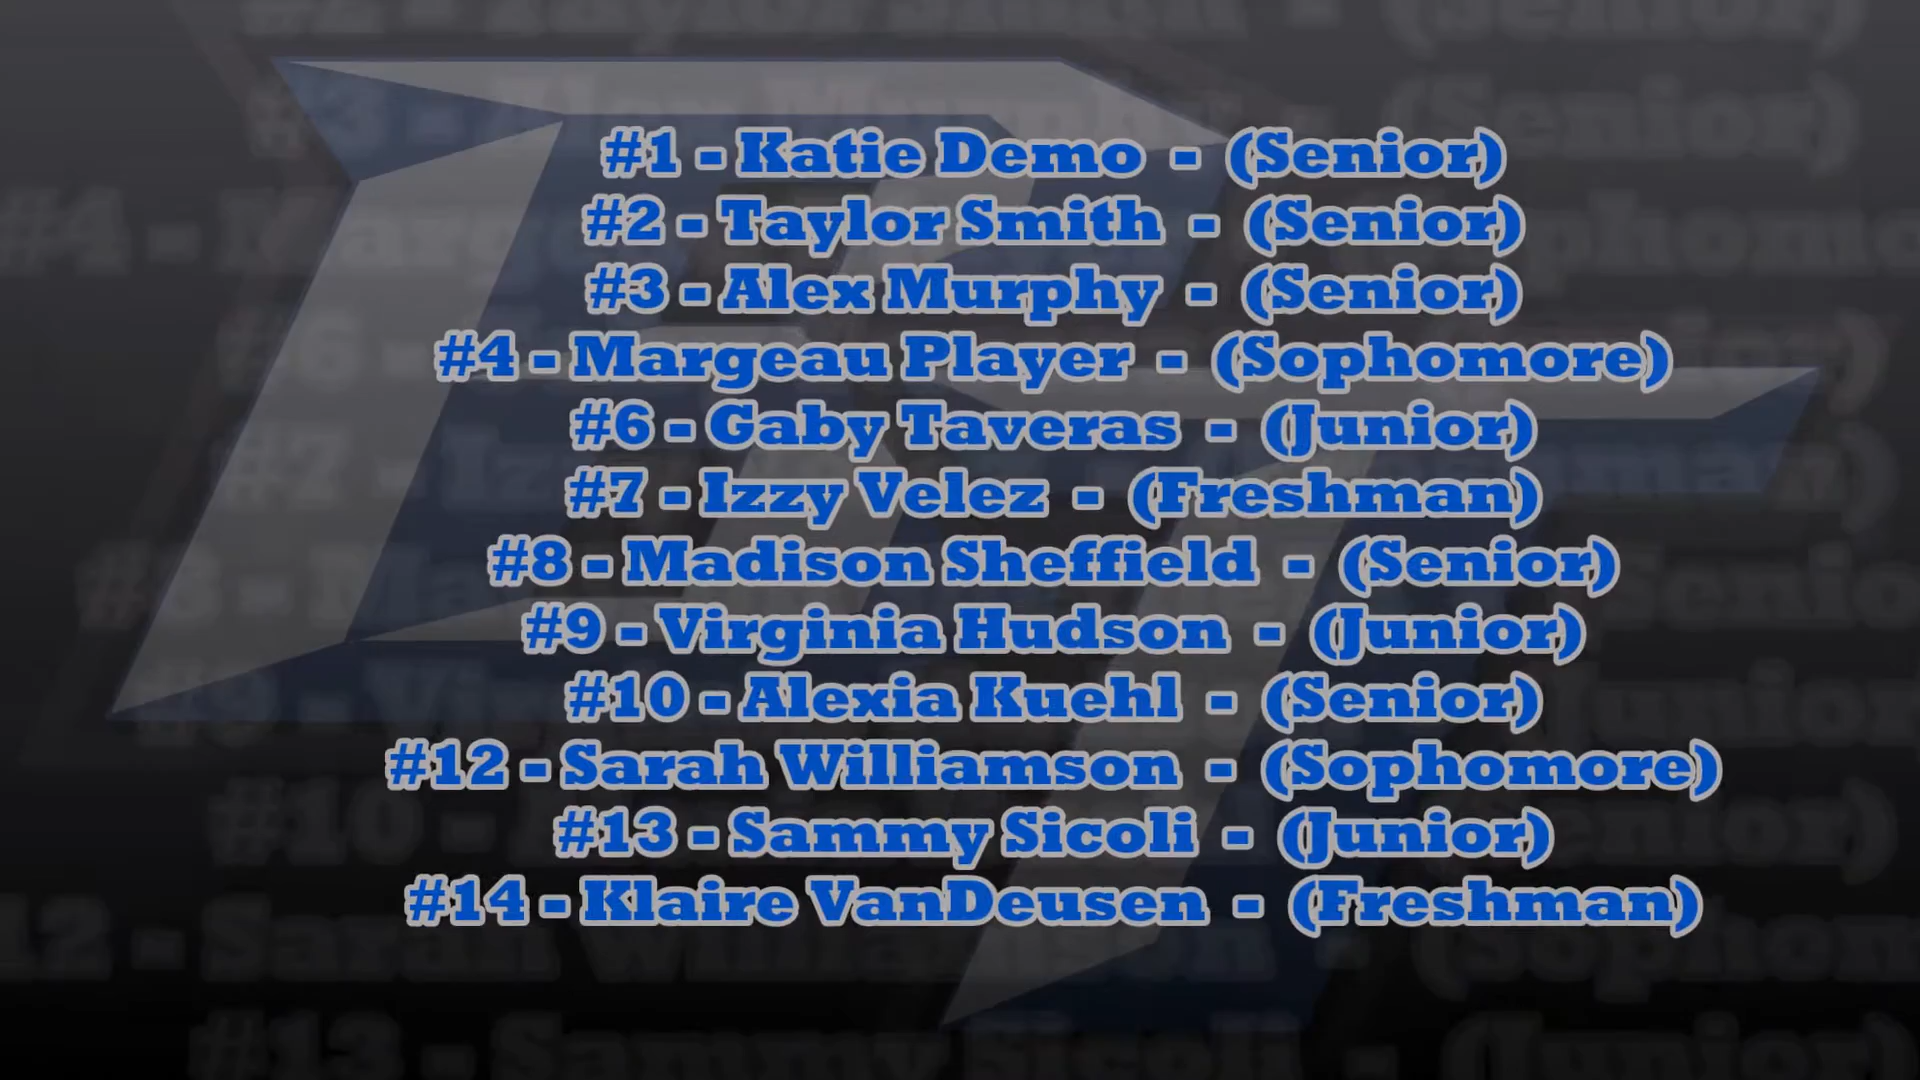 #1 - Katie Demo - (Senior)
#2 - Taylor Smith - (Senior)
#3 - Alex Murphy - (Senior)
#4 - Margeau Player - (Sophomore)
#6 - Gaby Taveras - (Junior)
#7 - Izzy Velez - (Freshman)
#8 - Madison Sheffield - (Senior)
#9 - Virginia Hudson - (Junior)
#10 - Alexia Kuehl - (Senior)
#12 - Sarah Williamson - (Sophomore)
#13 - Sammy Sicoli - (Junior)
#14 - Klaire VanDeusen - (Freshman)